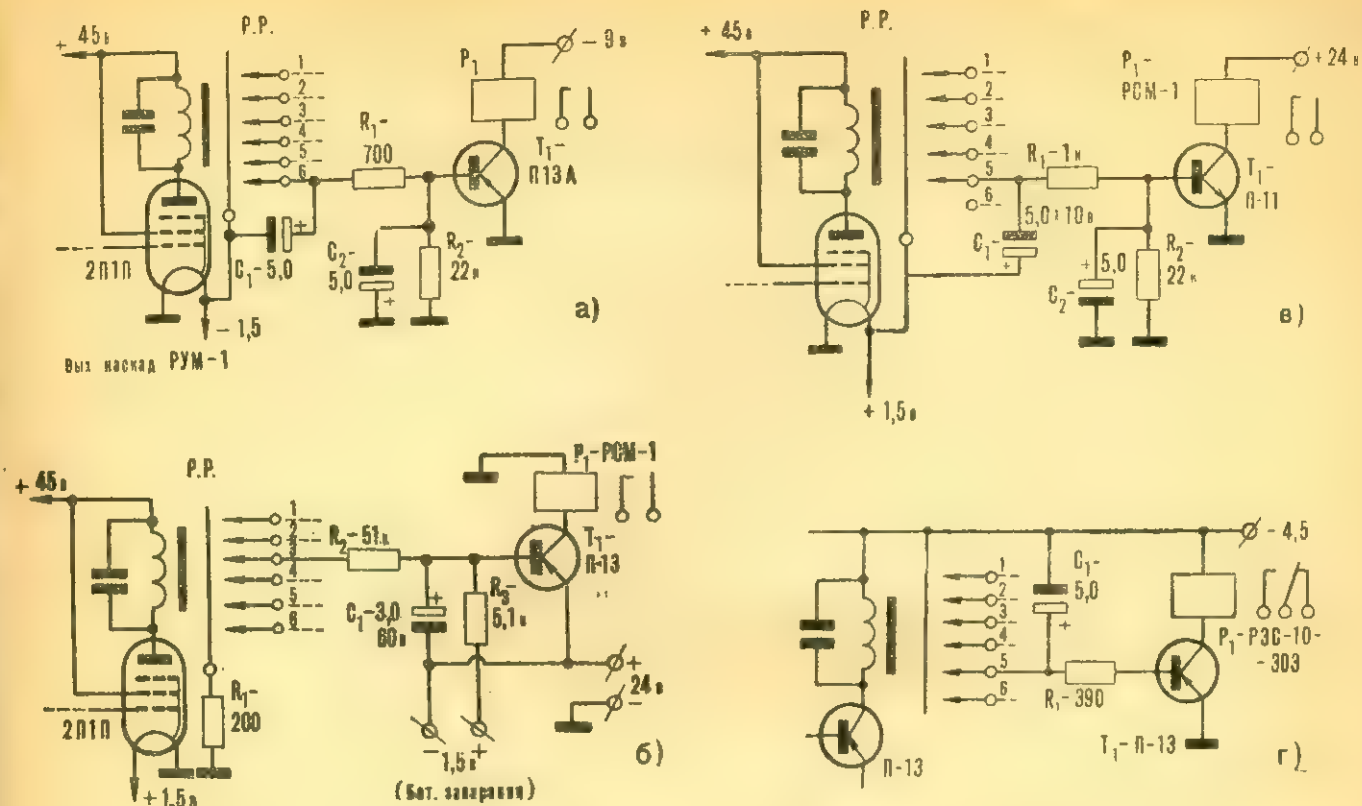 + 45в
Р.Р.
1
2
3
4
5
6
P₁
– 9 в
R₁–
700
T₁–
П13А
2П1П
C₁–5,0
+
C₂–
5,0
+
R₂–
22к
– 1,5
а)
Вых каскад РУМ–1
+ 45в
Р.Р.
1
2
3
4
5
6
P₁–
РСМ–1
+ 24 в
R₁–1к
T₁–
П-11
5,0×10в
C₁–
+
+ 5,0
C₂–
R₂–
22к
+ 1,5в
в)
+ 45в
Р.Р.
1
2
3
4
5
6
P₁–РСМ–1
R₂–51к
T₁–
П-13
C₁–3,0
60в
+
R₃–
5,1к
2П1П
R₁–
200
+
24в
–
– 1,5в +
(Бат. запирания)
+ 1,5в
б)
– 4,5
1
2
3
4
5
6
C₁–
5,0
+
P₁–РЭС–10–
–303
R₁–390
T₁–П–13
П–13
г)